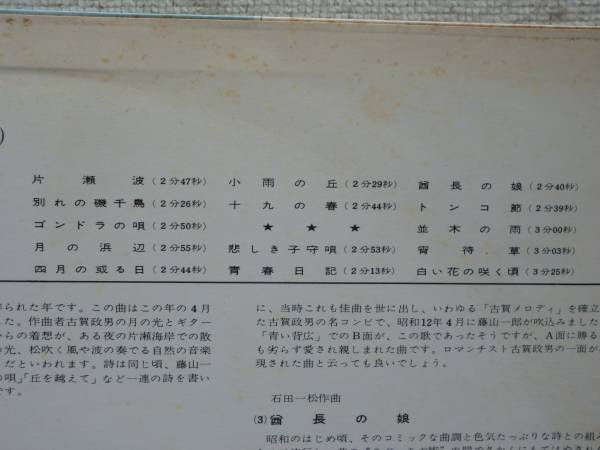 )
片瀬波(2分47秒) 小雨の丘(2分29秒) 酋長の娘(2分40秒)
別れの磯千鳥(2分26秒) 十九の春(2分44秒) トンコ節(2分39秒)
ゴンドラの唄(2分50秒) ★ ★ ★ 並木の雨(3分00秒)
月の浜辺(2分55秒) 悲しき子守唄(2分53秒) 宵待草(3分03秒)
四月の或る日(2分44秒) 青春日記(2分13秒) 白い花の咲く頃(3分25秒)
られた年です。この曲はこの年の4月
した。作曲者古賀政男の月の光とギター
からの着想が、ある夜の片瀬海岸での散
光、松吹く風や波の奏でる自然の音楽
だといわれます。詩は同じ頃、藤山一
の唄」「丘を越えて」など一連の詩を書い
です。
に、当時これも佳曲を世に出し、いわゆる「古賀メロディ」を確立
た古賀政男の名コンビで、昭和12年4月に藤山一郎が吹込みました
「青い背広」でのB面が、この歌であったそうですが、A面に勝る
も劣らず愛され親しまれた曲です。ロマンチスト古賀政男の一面が
現された曲と云っても良いでしょう。
石田一松作曲
(3)酋長の娘
昭和のはじめ頃、そのコミックな曲調と色気たっぷりな詩との組み